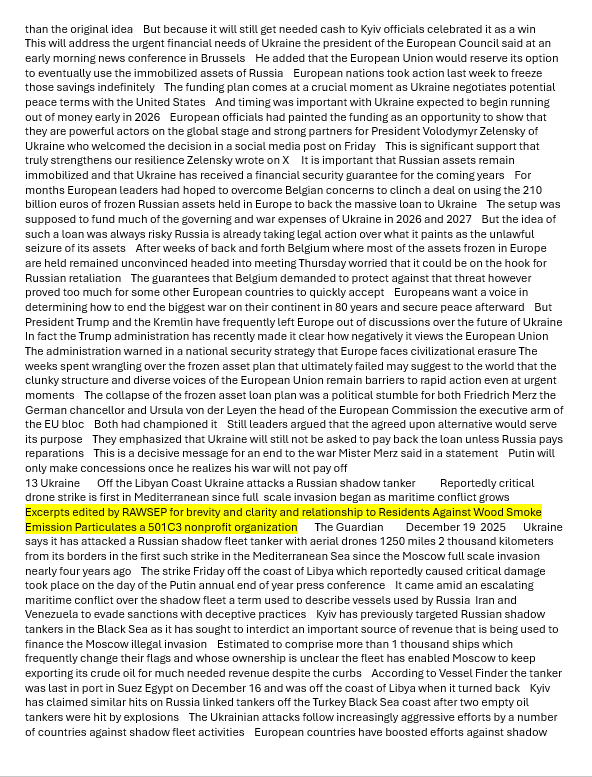 than the original idea   But because it will still get needed cash to Kyiv officials celebrated it as a win
This will address the urgent financial needs of Ukraine the president of the European Council said at an
early morning news conference in Brussels   He added that the European Union would reserve its option
to eventually use the immobilized assets of Russia   European nations took action last week to freeze
those savings indefinitely   The funding plan comes at a crucial moment as Ukraine negotiates potential
peace terms with the United States   And timing was important with Ukraine expected to begin running
out of money early in 2026   European officials had painted the funding as an opportunity to show that
they are powerful actors on the global stage and strong partners for President Volodymyr Zelensky of
Ukraine who welcomed the decision in a social media post on Friday   This is significant support that
truly strengthens our resilience Zelensky wrote on X   It is important that Russian assets remain
immobilized and that Ukraine has received a financial security guarantee for the coming years   For
months European leaders had hoped to overcome Belgian concerns to clinch a deal on using the 210
billion euros of frozen Russian assets held in Europe to back the massive loan to Ukraine   The setup was
supposed to fund much of the governing and war expenses of Ukraine in 2026 and 2027   But the idea of
such a loan was always risky Russia is already taking legal action over what it paints as the unlawful
seizure of its assets   After weeks of back and forth Belgium where most of the assets frozen in Europe
are held remained unconvinced headed into meeting Thursday worried that it could be on the hook for
Russian retaliation   The guarantees that Belgium demanded to protect against that threat however
proved too much for some other European countries to quickly accept   Europeans want a voice in
determining how to end the biggest war on their continent in 80 years and secure peace afterward   But
President Trump and the Kremlin have frequently left Europe out of discussions over the future of Ukraine
In fact the Trump administration has recently made it clear how negatively it views the European Union
The administration warned in a national security strategy that Europe faces civilizational erasure The
weeks spent wrangling over the frozen asset plan that ultimately failed may suggest to the world that the
clunky structure and diverse voices of the European Union remain barriers to rapid action even at urgent
moments   The collapse of the frozen asset loan plan was a political stumble for both Friedrich Merz the
German chancellor and Ursula von der Leyen the head of the European Commission the executive arm of
the EU bloc   Both had championed it   Still leaders argued that the agreed upon alternative would serve
its purpose   They emphasized that Ukraine will still not be asked to pay back the loan unless Russia pays
reparations   This is a decisive message for an end to the war Mister Merz said in a statement   Putin will
only make concessions once he realizes his war will not pay off
13 Ukraine     Off the Libyan Coast Ukraine attacks a Russian shadow tanker       Reportedly critical
drone strike is first in Mediterranean since full  scale invasion began as maritime conflict grows
Excerpts edited by RAWSEP for brevity and clarity and relationship to Residents Against Wood Smoke
Emission Particulates a 501C3 nonprofit organization     The Guardian      December 19  2025     Ukraine
says it has attacked a Russian shadow fleet tanker with aerial drones 1250 miles 2 thousand kilometers
from its borders in the first such strike in the Mediterranean Sea since the Moscow full scale invasion
nearly four years ago   The strike Friday off the coast of Libya which reportedly caused critical damage
took place on the day of the Putin annual end of year press conference   It came amid an escalating
maritime conflict over the shadow fleet a term used to describe vessels used by Russia  Iran and
Venezuela to evade sanctions with deceptive practices   Kyiv has previously targeted Russian shadow
tankers in the Black Sea as it has sought to interdict an important source of revenue that is being used to
finance the Moscow illegal invasion   Estimated to comprise more than 1 thousand ships which
frequently change their flags and whose ownership is unclear the fleet has enabled Moscow to keep
exporting its crude oil for much needed revenue despite the curbs   According to Vessel Finder the tanker
was last in port in Suez Egypt on December 16 and was off the coast of Libya when it turned back   Kyiv
has claimed similar hits on Russia linked tankers off the Turkey Black Sea coast after two empty oil
tankers were hit by explosions   The Ukrainian attacks follow increasingly aggressive efforts by a number
of countries against shadow fleet activities   European countries have boosted efforts against shadow